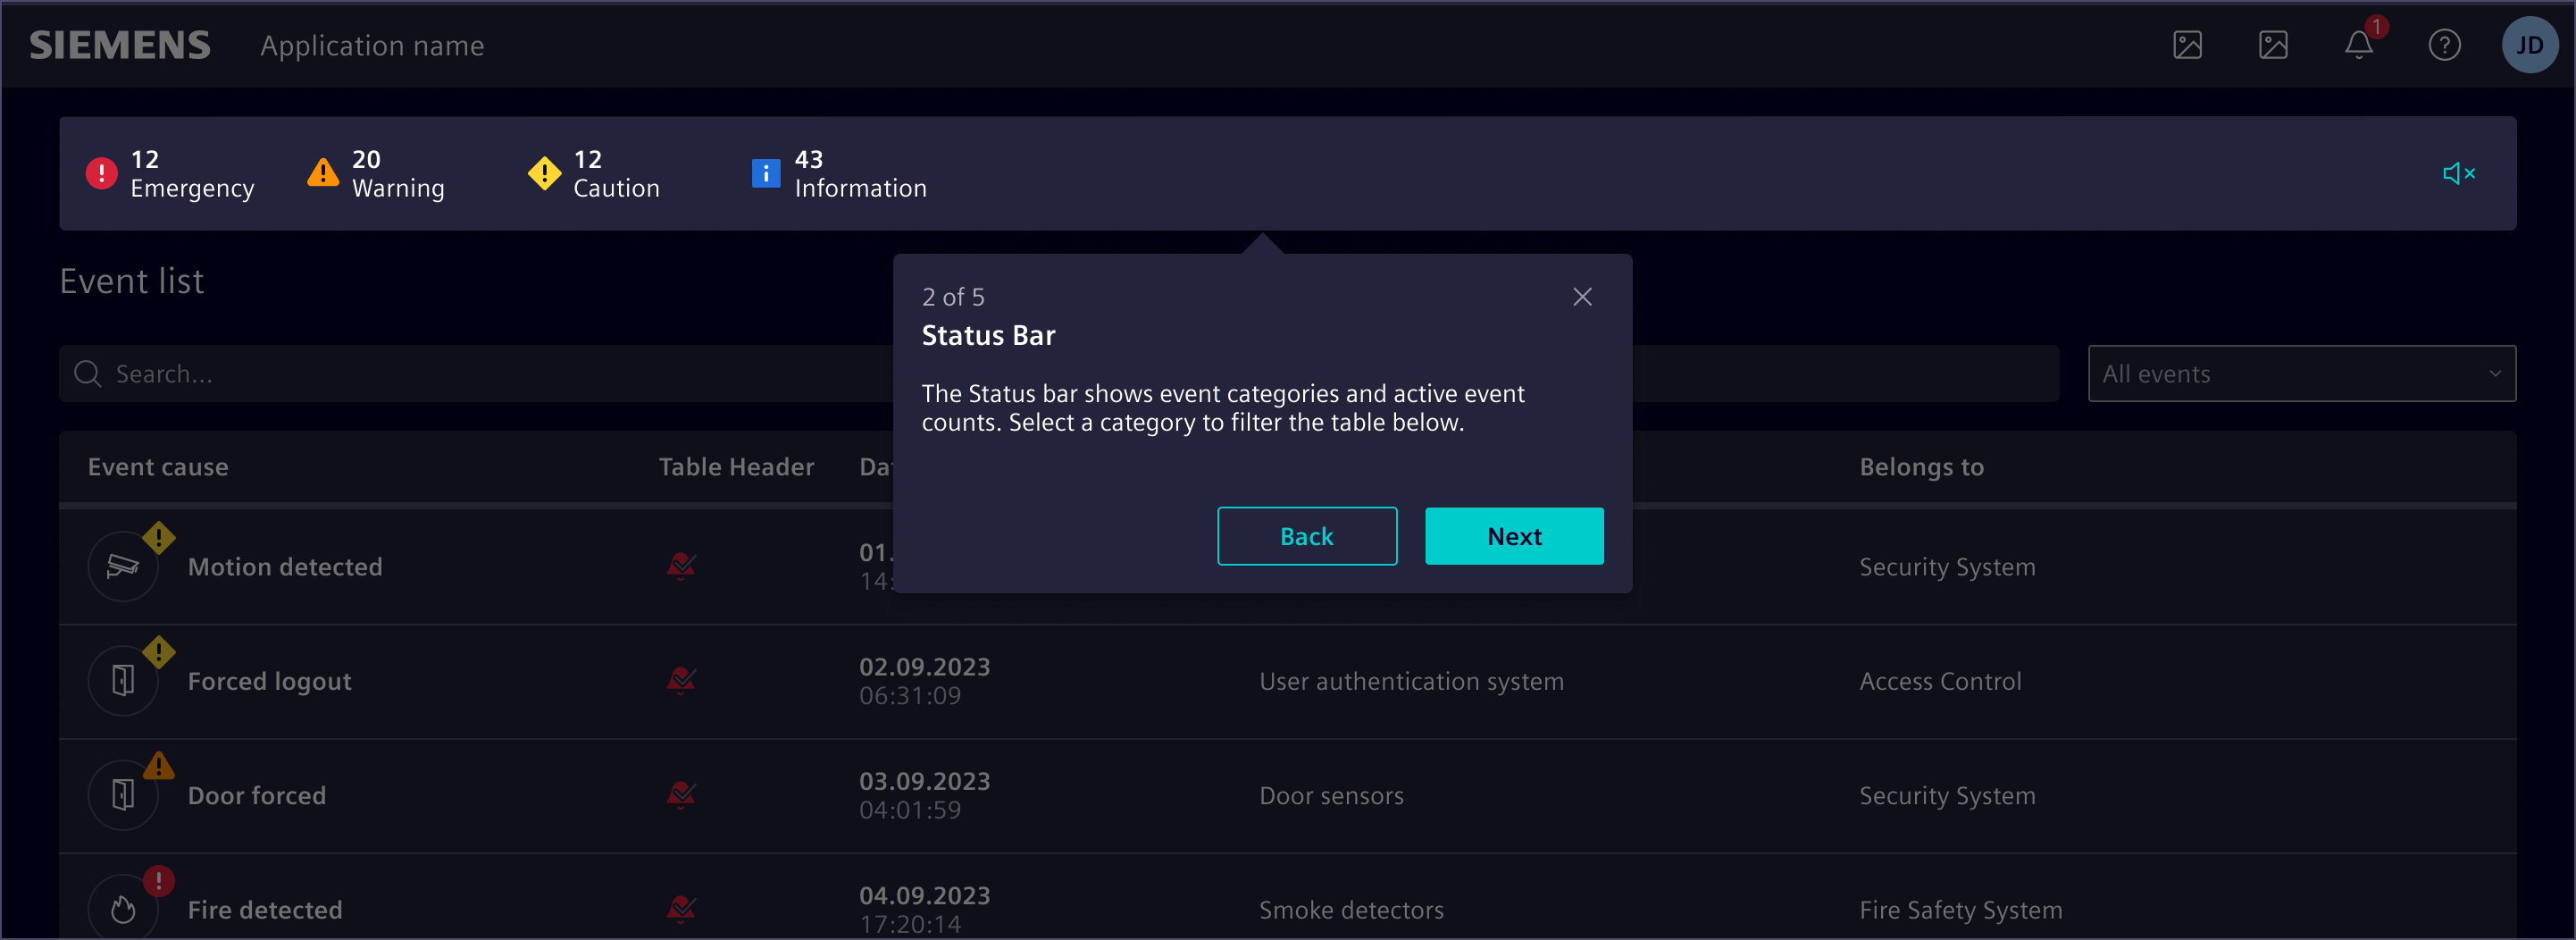 SIEMENS
Application name
1
?
JD
12
Emergency
20
Warning
12
Caution
43
Information
Event list
2 of 5
Status Bar
The Status bar shows event categories and active event
counts. Select a category to filter the table below.
Back
Next
Search...
All events
Event cause
Table Header
Belongs to
Motion detected
01.
14:
Security System
Forced logout
02.09.2023
06:31:09
User authentication system
Access Control
Door forced
03.09.2023
04:01:59
Door sensors
Security System
Fire detected
04.09.2023
17:20:14
Smoke detectors
Fire Safety System